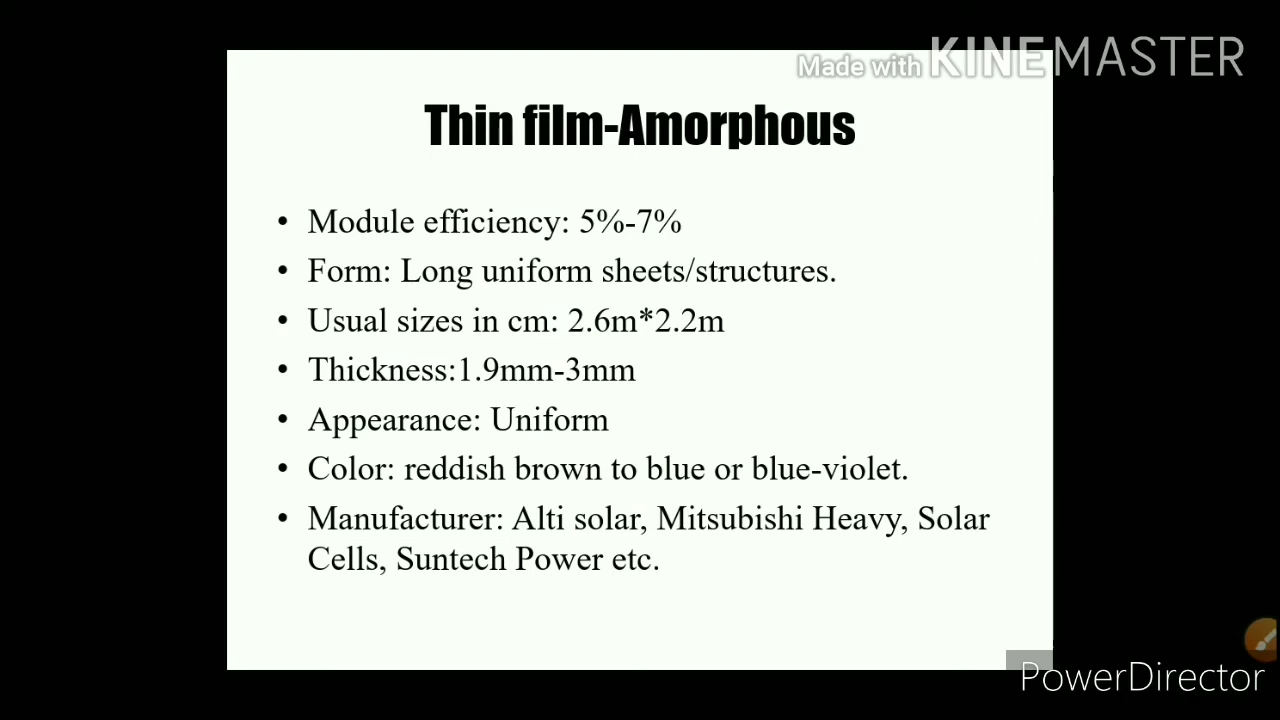 Made with KINEMASTER
Thin film-Amorphous
• Module efficiency: 5%-7%
• Form: Long uniform sheets/structures.
• Usual sizes in cm: 2.6m*2.2m
• Thickness:1.9mm-3mm
• Appearance: Uniform
• Color: reddish brown to blue or blue-violet.
• Manufacturer: Alti solar, Mitsubishi Heavy, Solar
Cells, Suntech Power etc.
PowerDirector